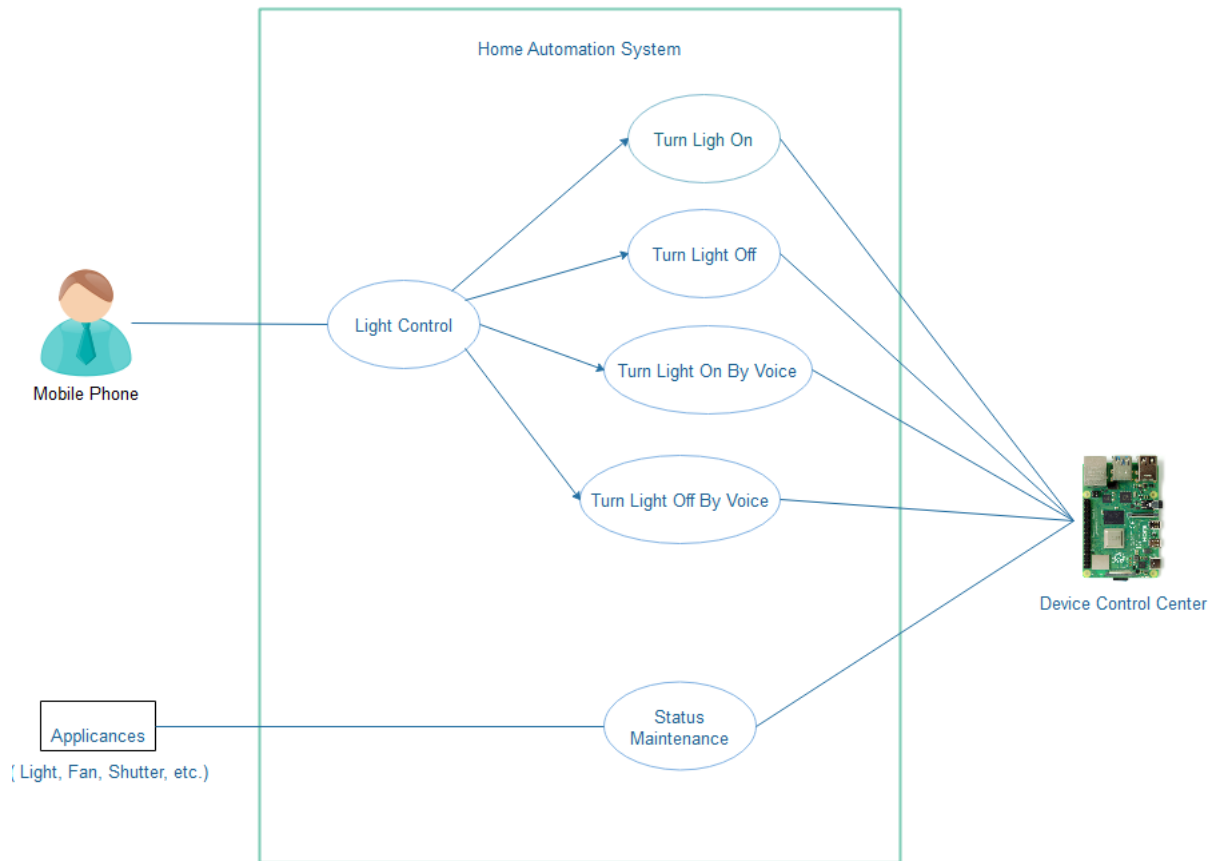 Home Automation System
Turn Ligh On
Turn Light Off
Light Control
Turn Light On By Voice
Mobile Phone
Turn Light Off By Voice
Device Control Center
Status
Maintenance
Applicances
( Light, Fan, Shutter, etc.)